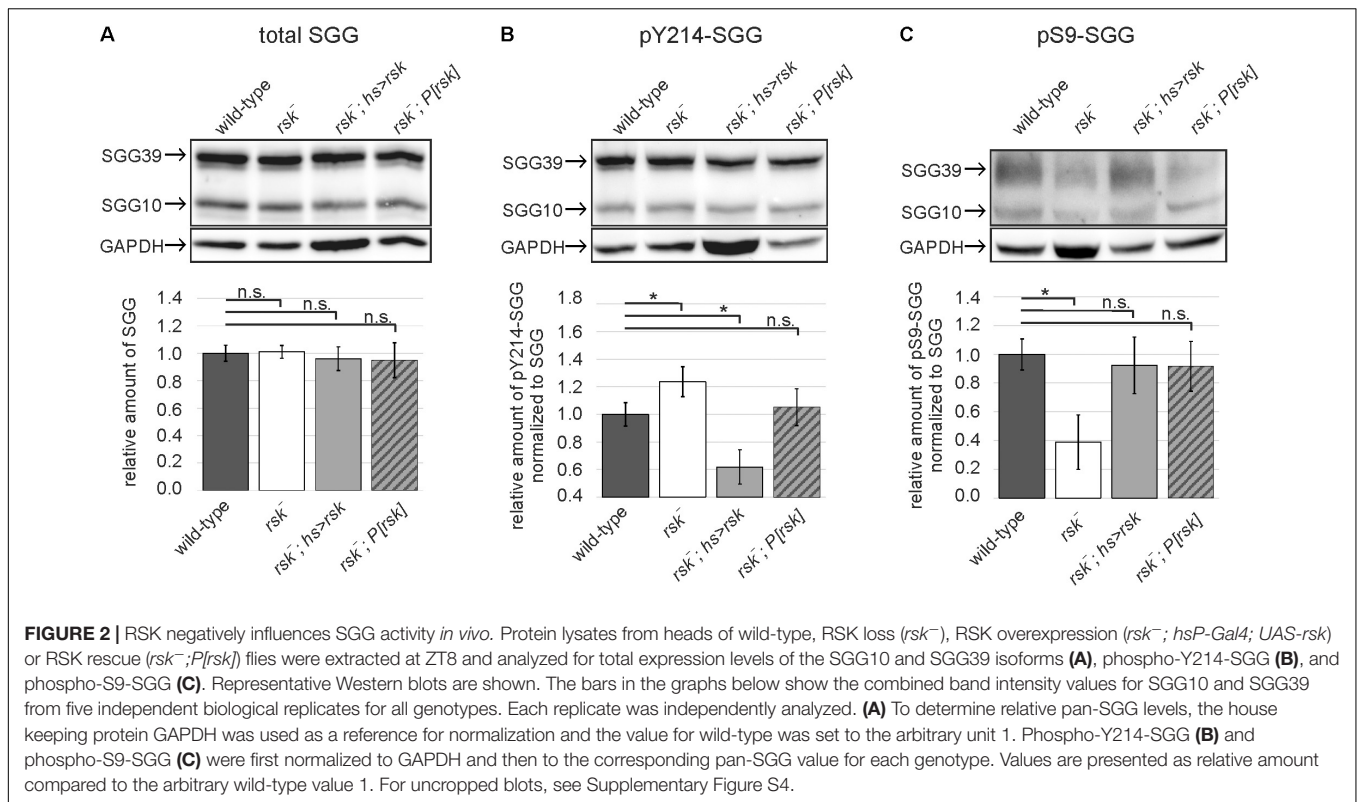 A total SGG
wild-type
rsk⁻
rsk⁻; hs>rsk
rsk⁻; P[rsk]
SGG39→
SGG10→
GAPDH→
relative amount of SGG
1.4
1.2
1.0
0.8
0.6
0.4
0.2
0.0
n.s.
n.s.
n.s.
wild-type
rsk⁻
rsk⁻; hs>rsk
rsk⁻; P[rsk]
B pY214-SGG
wild-type
rsk⁻
rsk⁻; hs>rsk
rsk⁻; P[rsk]
SGG39→
SGG10→
GAPDH→
relative amount of pY214-SGG
normalized to SGG
1.8
1.6
1.4
1.2
1.0
0.8
0.6
0.4
*
*
n.s.
wild-type
rsk⁻
rsk⁻; hs>rsk
rsk⁻; P[rsk]
C pS9-SGG
wild-type
rsk⁻
rsk⁻; hs>rsk
rsk⁻; P[rsk]
SGG39→
SGG10→
GAPDH→
relative amount of pS9-SGG
normalized to SGG
1.4
1.2
1.0
0.8
0.6
0.4
0.2
0.0
*
n.s.
n.s.
wild-type
rsk⁻
rsk⁻; hs>rsk
rsk⁻; P[rsk]
FIGURE 2 | RSK negatively influences SGG activity in vivo. Protein lysates from heads of wild-type, RSK loss (rsk⁻), RSK overexpression (rsk⁻; hsP-Gal4; UAS-rsk)
or RSK rescue (rsk⁻;P[rsk]) flies were extracted at ZT8 and analyzed for total expression levels of the SGG10 and SGG39 isoforms (A), phospho-Y214-SGG (B), and
phospho-S9-SGG (C). Representative Western blots are shown. The bars in the graphs below show the combined band intensity values for SGG10 and SGG39
from five independent biological replicates for all genotypes. Each replicate was independently analyzed. (A) To determine relative pan-SGG levels, the house
keeping protein GAPDH was used as a reference for normalization and the value for wild-type was set to the arbitrary unit 1. Phospho-Y214-SGG (B) and
phospho-S9-SGG (C) were first normalized to GAPDH and then to the corresponding pan-SGG value for each genotype. Values are presented as relative amount
compared to the arbitrary wild-type value 1. For uncropped blots, see Supplementary Figure S4.